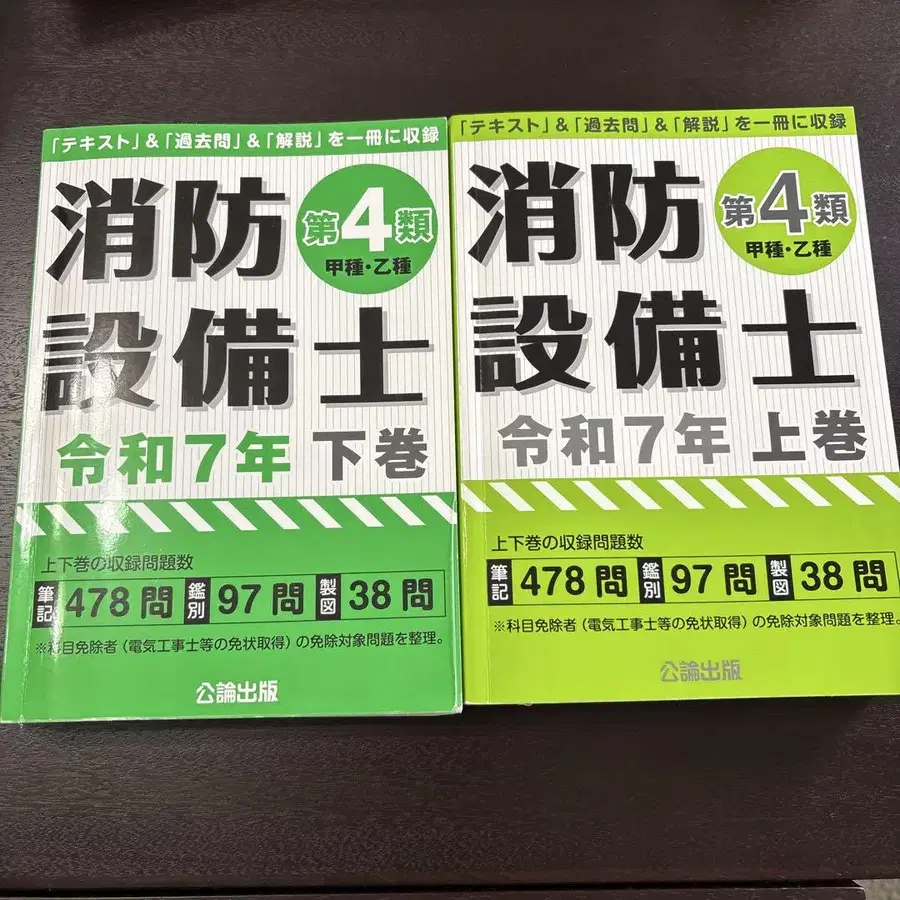 「テキスト」&「過去問」&「解説」を一冊に収録
消防
設備士
第4類
甲種・乙種
令和7年 下巻
上下巻の収録問題数
筆記 478問 鑑別 97問 製図 38問
※科目免除者（電気工事士等の免状取得）の免除対象問題を整理。
公論出版
「テキスト」&「過去問」&「解説」を一冊に収録
消防
設備士
第4類
甲種・乙種
令和7年 上巻
上下巻の収録問題数
筆記 478問 鑑別 97問 製図 38問
※科目免除者（電気工事士等の免状取得）の免除対象問題を整理。
公論出版